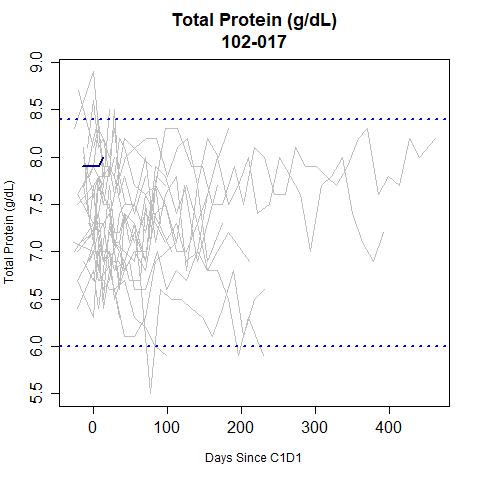 Total Protein (g/dL)
102-017
Total Protein (g/dL)
9.0
8.5
8.0
7.5
7.0
6.5
6.0
5.5
0 100 200 300 400
Days Since C1D1